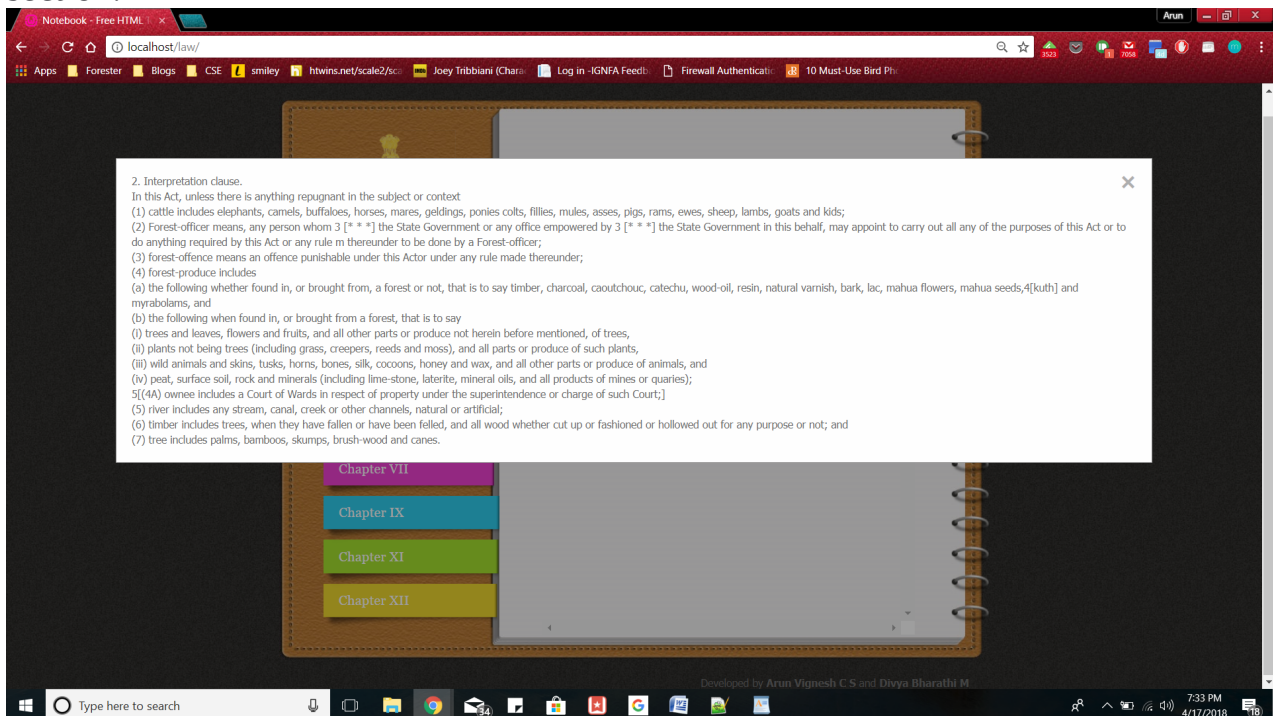 Notebook - Free HTML
Arun
localhost/law/
3523
1
7058
Apps
Forester
Blogs
CSE
smiley
htwins.net/scale2/sca
Joey Tribbiani (Charac
Log in -IGNFA Feedb
Firewall Authenticatic
10 Must-Use Bird Ph
2. Interpretation clause.
In this Act, unless there is anything repugnant in the subject or context
(1) cattle includes elephants, camels, buffaloes, horses, mares, geldings, ponies colts, fillies, mules, asses, pigs, rams, ewes, sheep, lambs, goats and kids;
(2) Forest-officer means, any person whom 3 [* * *] the State Government or any office empowered by 3 [* * *] the State Government in this behalf, may appoint to carry out all any of the purposes of this Act or to
do anything required by this Act or any rule m thereunder to be done by a Forest-officer;
(3) forest-offence means an offence punishable under this Actor under any rule made thereunder;
(4) forest-produce includes
(a) the following whether found in, or brought from, a forest or not, that is to say timber, charcoal, caoutchouc, catechu, wood-oil, resin, natural varnish, bark, lac, mahua flowers, mahua seeds,4[kuth] and
myrabolams, and
(b) the following when found in, or brought from a forest, that is to say
(i) trees and leaves, flowers and fruits, and all other parts or produce not herein before mentioned, of trees,
(ii) plants not being trees (including grass, creepers, reeds and moss), and all parts or produce of such plants,
(iii) wild animals and skins, tusks, horns, bones, silk, cocoons, honey and wax, and all other parts or produce of animals, and
(iv) peat, surface soil, rock and minerals (including lime-stone, laterite, mineral oils, and all products of mines or quaries);
5[(4A) ownee includes a Court of Wards in respect of property under the superintendence or charge of such Court;]
(5) river includes any stream, canal, creek or other channels, natural or artificial;
(6) timber includes trees, when they have fallen or have been felled, and all wood whether cut up or fashioned or hollowed out for any purpose or not; and
(7) tree includes palms, bamboos, skumps, brush-wood and canes.
Chapter VII
Chapter IX
Chapter XI
Chapter XII
Developed by Arun Vignesh C S and Divya Bharathi M
Type here to search
34
7:33 PM
4/17/2018
18